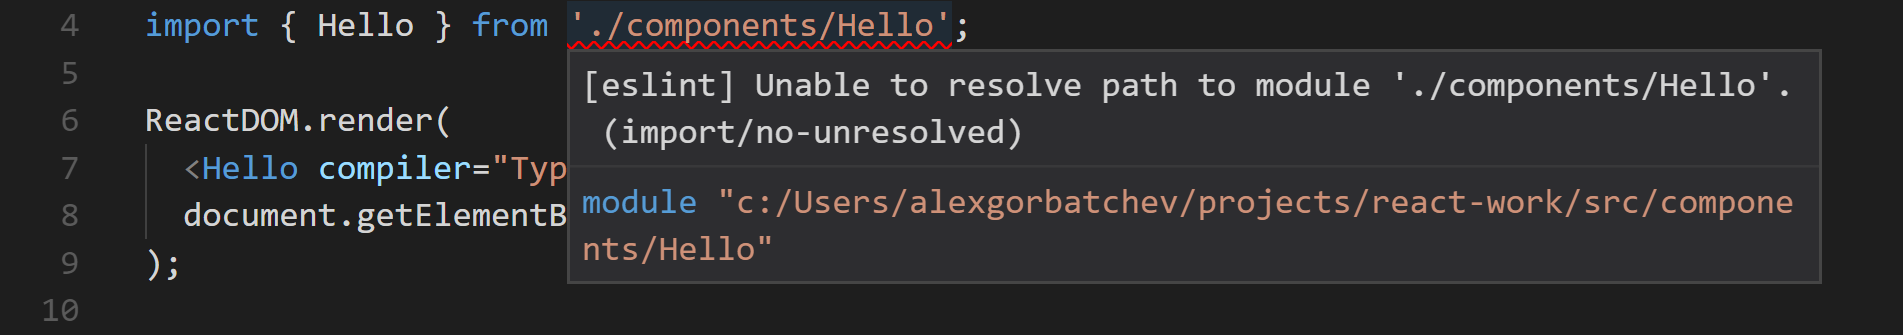 4 import { Hello } from './components/Hello';
5
[eslint] Unable to resolve path to module './components/Hello'.
6 ReactDOM.render(
(import/no-unresolved)
7 <Hello compiler="Typ
8 document.getElementB
module "c:/Users/alexgorbatchev/projects/react-work/src/compone
nts/Hello"
9 );
10